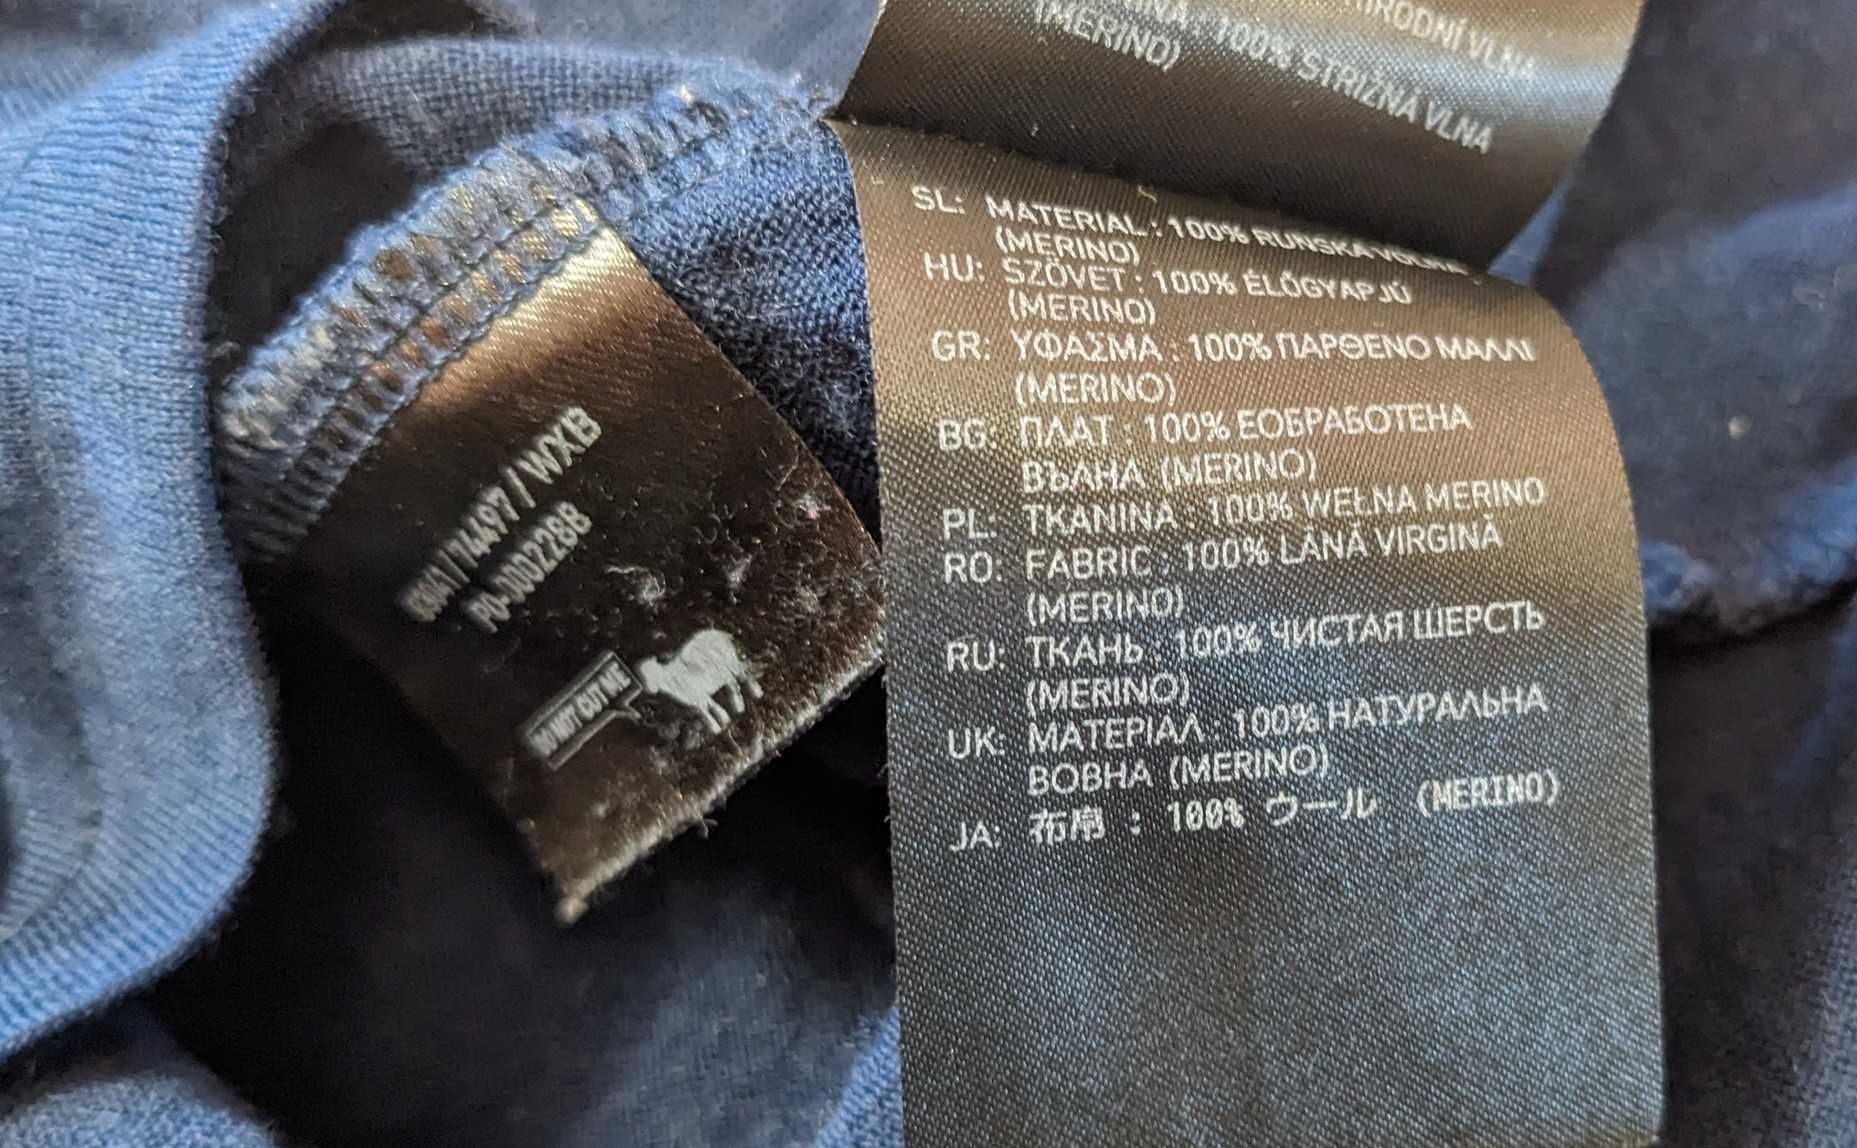 HRODNÍ VLNA
: 100% STRIŽNÁ VLNA
(MERINO)
SL: MATERIAL : 100% RUNSKA VOLNA
(MERINO)
HU: SZÖVET : 100% ÉLŐGYAPJÚ
(MERINO)
GR: ΥΦΑΣΜΑ : 100% ΠΑΡΘΕΝΟ ΜΑΛΛΙ
(MERINO)
BG: ПЛАТ : 100% ЕОБРАБОТЕНА
ВЪЛНА (MERINO)
PL: TKANINA : 100% WEŁNA MERINO
RO: FABRIC : 100% LÂNĂ VIRGINĂ
(MERINO)
RU: ТКАНЬ : 100% ЧИСТАЯ ШЕРСТЬ
(MERINO)
UK: МАТЕРІАЛ : 100% НАТУРАЛЬНА
ВОВНА (MERINO)
JA: 布帛 : 100% ウール (MERINO)
/ WXB
PO-0002288
DO NOT CUT ME